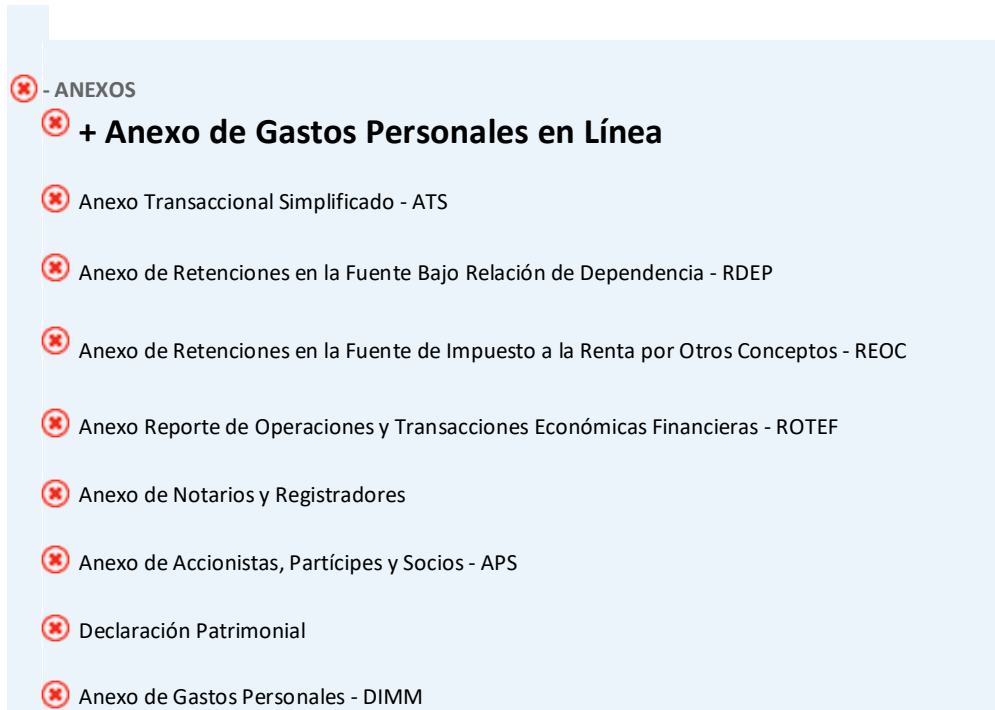 - ANEXOS
+ Anexo de Gastos Personales en Línea
Anexo Transaccional Simplificado - ATS
Anexo de Retenciones en la Fuente Bajo Relación de Dependencia - RDEP
Anexo de Retenciones en la Fuente de Impuesto a la Renta por Otros Conceptos - REOC
Anexo Reporte de Operaciones y Transacciones Económicas Financieras - ROTEF
Anexo de Notarios y Registradores
Anexo de Accionistas, Partícipes y Socios - APS
Declaración Patrimonial
Anexo de Gastos Personales - DIMM